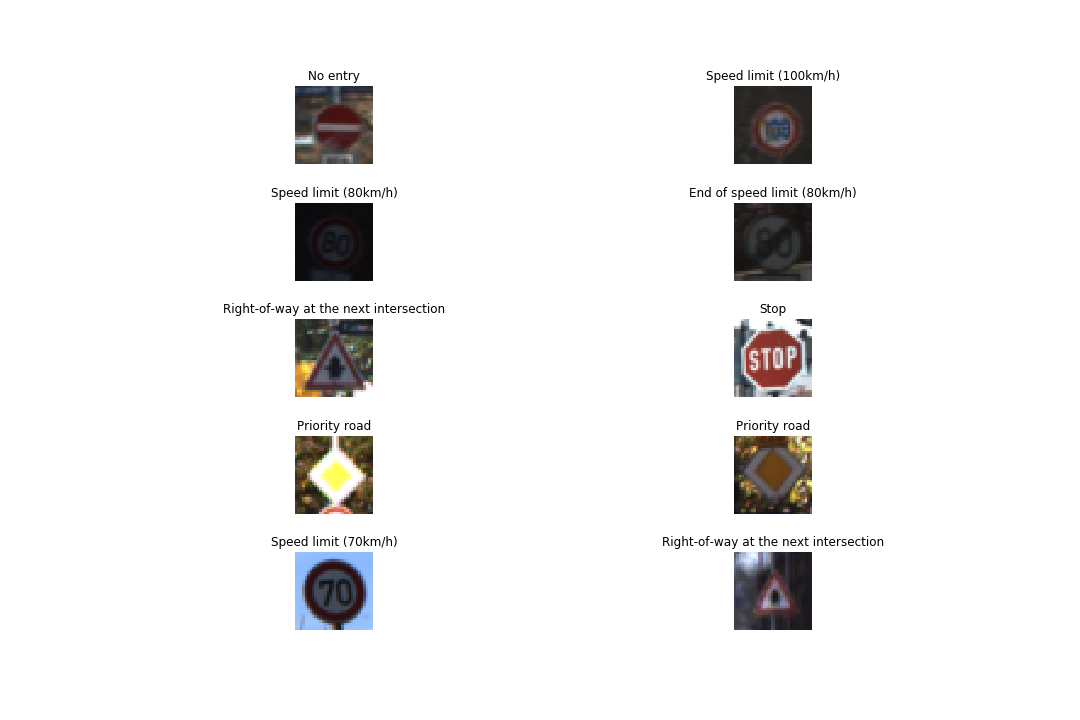 No entry
Speed limit (100km/h)
Speed limit (80km/h)
80
End of speed limit (80km/h)
80
Right-of-way at the next intersection
Stop
STOP
Priority road
Priority road
Speed limit (70km/h)
70
Right-of-way at the next intersection